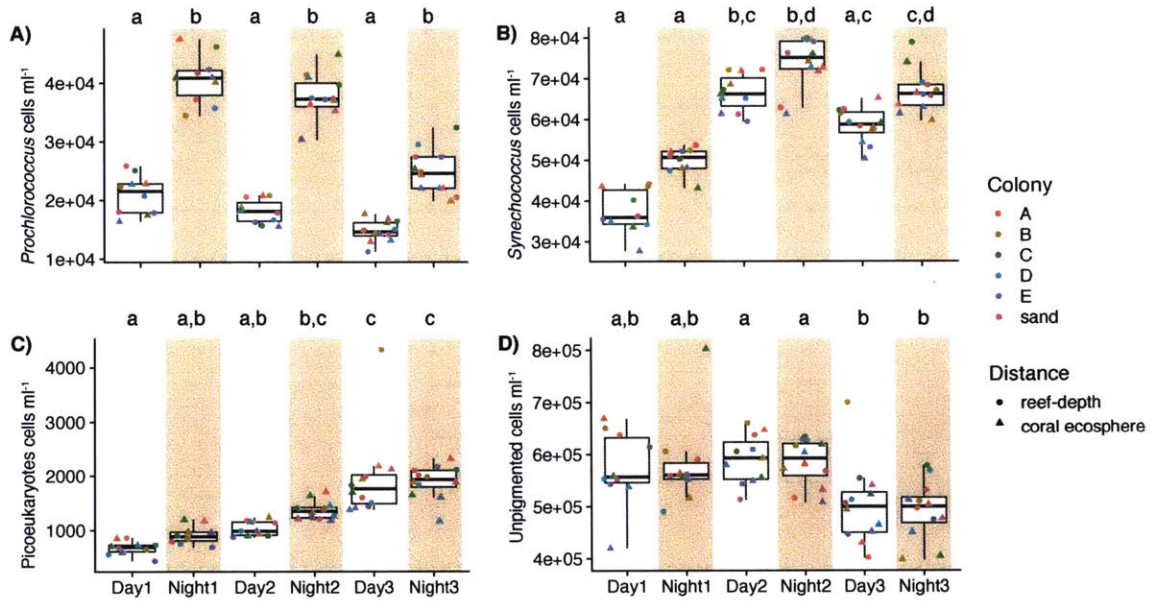 A)
a b a b a b
Prochlorococcus cells ml-1
4e+04
3e+04
2e+04
1e+04
B)
a a b,c b,d a,c c,d
Synechococcus cells ml-1
8e+04
7e+04
6e+04
5e+04
4e+04
3e+04
C)
a a,b a,b b,c c c
Picoeukaryotes cells ml-1
4000
3000
2000
1000
Day1 Night1 Day2 Night2 Day3 Night3
D)
a,b a,b a a b b
Unpigmented cells ml-1
8e+05
7e+05
6e+05
5e+05
4e+05
Day1 Night1 Day2 Night2 Day3 Night3
Colony
A
B
C
D
E
sand
Distance
reef-depth
coral ecosphere